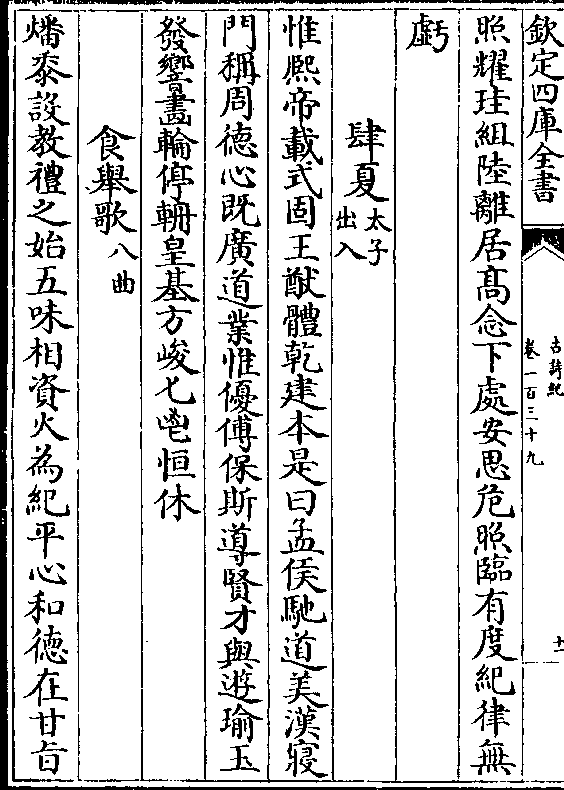 欽定四庫全書
古詩紀
卷一百三十九
十一
照耀珪組陸離居髙念下處安思危照臨有度紀律無
虧
肆夏太子出入
惟熙帝載式固王猷體乾建本是曰孟侯馳道美漢寢
門稱周德心旣廣道業惟優傅保斯導賢才與遊瑜玉
發響畫輪停輈皇基方峻七鬯恒休
食舉歌八曲
燔黍設教禮之始五味相資火為紀平心和德在甘旨